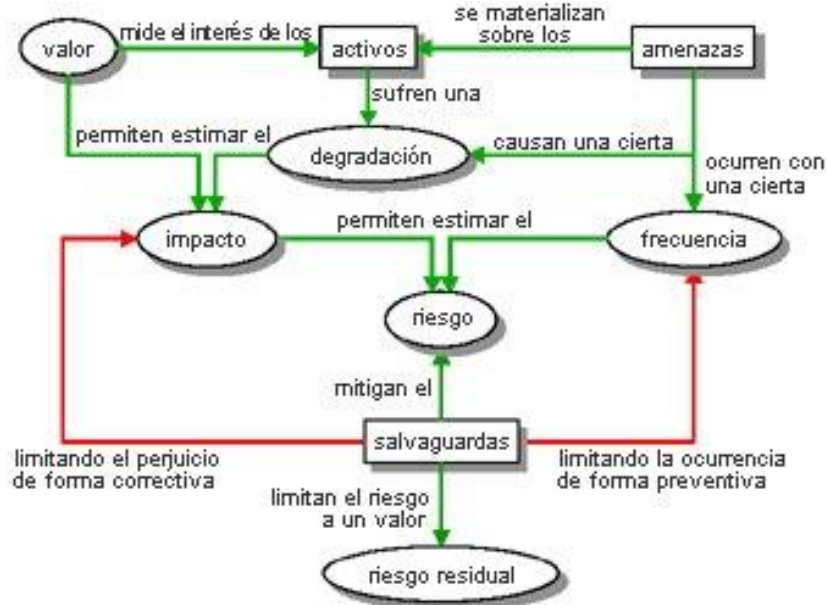 se materializan
sobre los
valor
mide el interés de los
activos
amenazas
sufren una
permiten estimar el
degradación
causan una cierta
ocurren con
una cierta
impacto
permiten estimar el
frecuencia
riesgo
mitigan el
salvaguardas
limitando el perjuicio
de forma correctiva
limitando la ocurrencia
de forma preventiva
limitan el riesgo
a un valor
riesgo residual